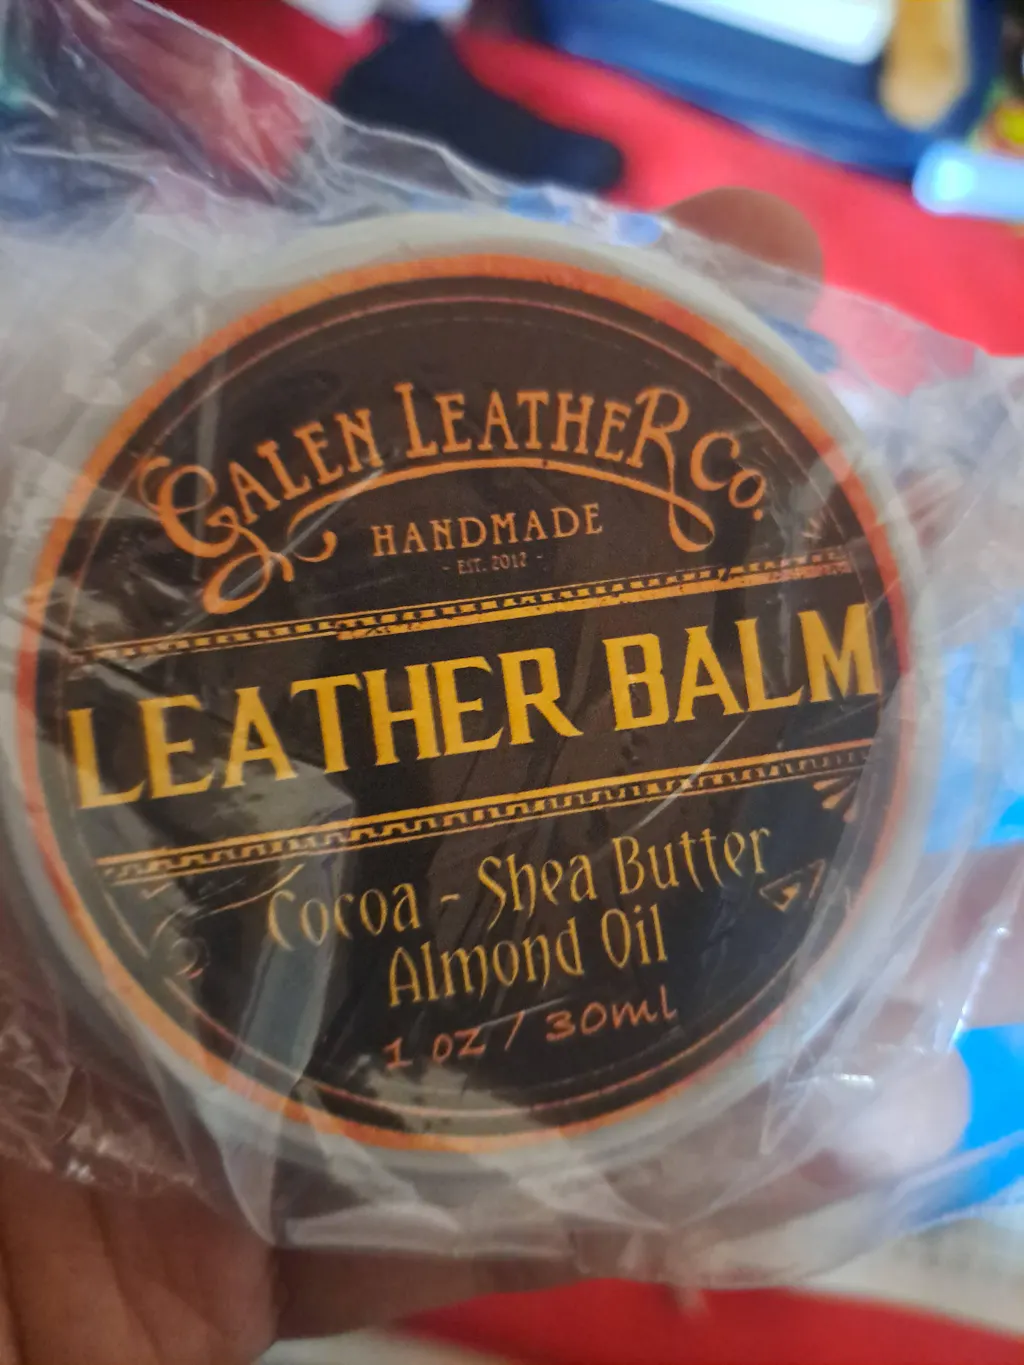 Galen Leather Co.
HANDMADE
- EST. 2012 -
LEATHER BALM
Cocoa - Shea Butter
Almond Oil
1 oz / 30ml